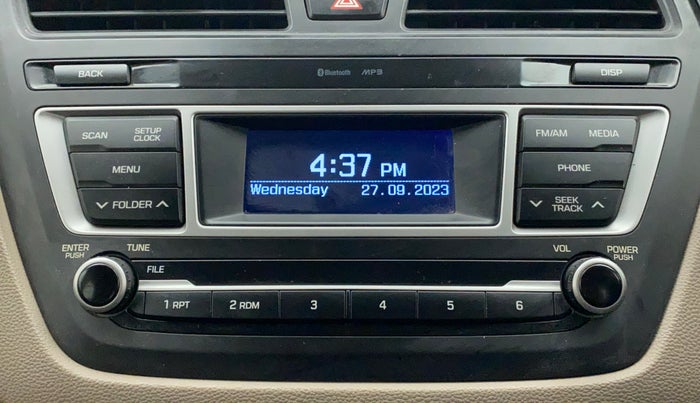 BACK
Bluetooth
MP3
DISP
SCAN
SETUP
CLOCK
4:37 PM
FM/AM
MEDIA
MENU
Wednesday 27.09.2023
PHONE
FOLDER
SEEK
TRACK
ENTER
PUSH
TUNE
VOL
POWER
PUSH
FILE
1 RPT
2 RDM
3
4
5
6